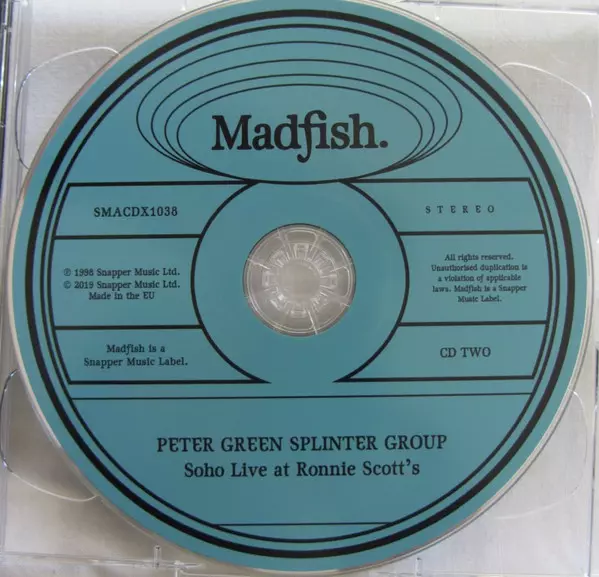 Madfish.
SMACDX1038
STEREO
℗ 1998 Snapper Music Ltd.
© 2019 Snapper Music Ltd.
Made in the EU
All rights reserved.
Unauthorised duplication is
a violation of applicable
laws. Madfish is a Snapper
Music Label.
Madfish is a
Snapper Music Label.
CD TWO
PETER GREEN SPLINTER GROUP
Soho Live at Ronnie Scott's